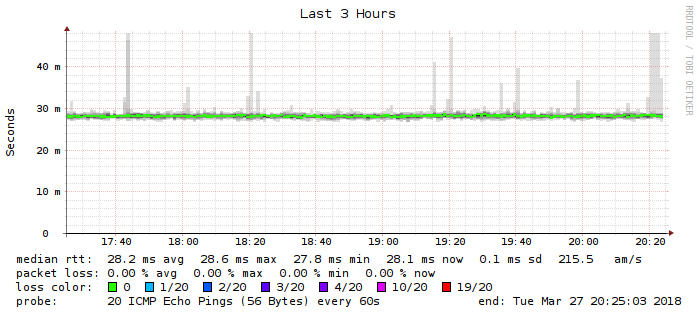 Last 3 Hours
RRDTOOL / TOBI OETIKER
Seconds
40 m
30 m
20 m
10 m
0
17:40 18:00 18:20 18:40 19:00 19:20 19:40 20:00 20:20
median rtt: 28.2 ms avg 28.6 ms max 27.8 ms min 28.1 ms now 0.1 ms sd 215.5 am/s
packet loss: 0.00 % avg 0.00 % max 0.00 % min 0.00 % now
loss color: 0 1/20 2/20 3/20 4/20 10/20 19/20
probe: 20 ICMP Echo Pings (56 Bytes) every 60s end: Tue Mar 27 20:25:03 2018